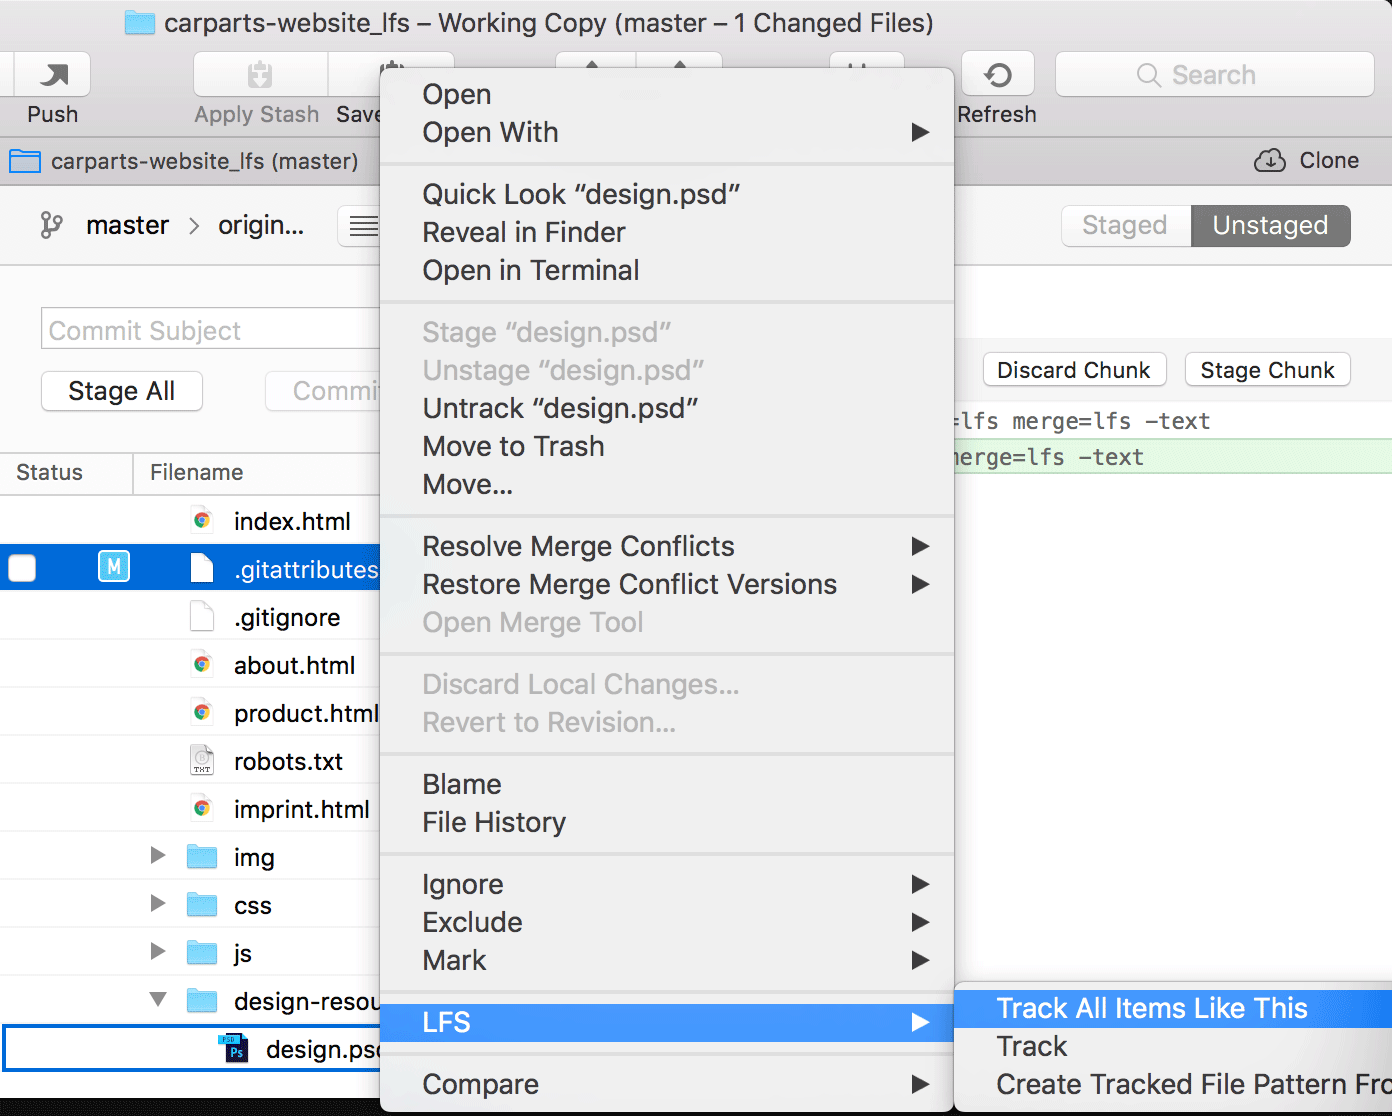 carparts-website_lfs – Working Copy (master – 1 Changed Files)
Push
Apply Stash
Save
Refresh
Search
carparts-website_lfs (master)
Clone
master
origin...
Staged
Unstaged
Commit Subject
Stage All
Commit
Discard Chunk
Stage Chunk
=lfs merge=lfs -text
merge=lfs -text
Status
Filename
index.html
M
.gitattributes
.gitignore
about.html
product.html
TXT
robots.txt
imprint.html
img
css
js
design-resou
PSD
Ps
design.psd
Open
Open With
Quick Look “design.psd”
Reveal in Finder
Open in Terminal
Stage “design.psd”
Unstage “design.psd”
Untrack “design.psd”
Move to Trash
Move...
Resolve Merge Conflicts
Restore Merge Conflict Versions
Open Merge Tool
Discard Local Changes...
Revert to Revision...
Blame
File History
Ignore
Exclude
Mark
LFS
Compare
Track All Items Like This
Track
Create Tracked File Pattern Fro